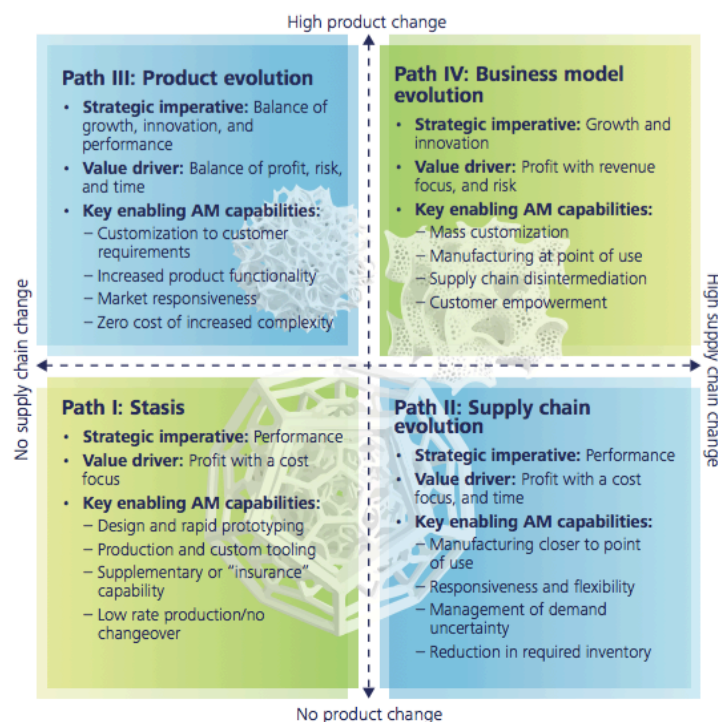 High product change
Path III: Product evolution
• Strategic imperative: Balance of
growth, innovation, and
performance
• Value driver: Balance of profit, risk,
and time
• Key enabling AM capabilities:
– Customization to customer
requirements
– Increased product functionality
– Market responsiveness
– Zero cost of increased complexity
Path IV: Business model
evolution
• Strategic imperative: Growth and
innovation
• Value driver: Profit with revenue
focus, and risk
• Key enabling AM capabilities:
– Mass customization
– Manufacturing at point of use
– Supply chain disintermediation
– Customer empowerment
No supply chain change
High supply chain change
Path I: Stasis
• Strategic imperative: Performance
• Value driver: Profit with a cost
focus
• Key enabling AM capabilities:
– Design and rapid prototyping
– Production and custom tooling
– Supplementary or “insurance”
capability
– Low rate production/no
changeover
Path II: Supply chain
evolution
• Strategic imperative: Performance
• Value driver: Profit with a cost
focus, and time
• Key enabling AM capabilities:
– Manufacturing closer to point
of use
– Responsiveness and flexibility
– Management of demand
uncertainty
– Reduction in required inventory
No product change